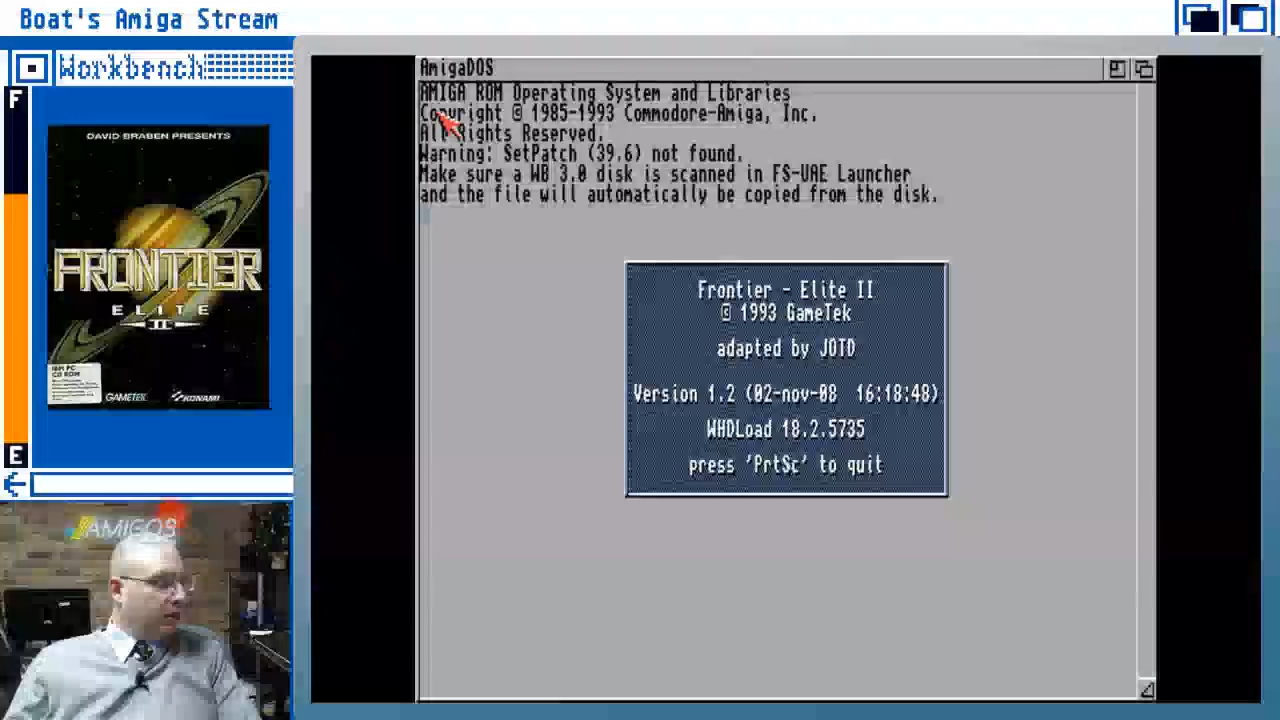 Boat's Amiga Stream
Workbench
F
DAVID BRABEN PRESENTS
FRONTIER
ELITE
II
IBM PC
CD ROM
GAMETEK
KONAMI
E
AMIGOS
AmigaDOS
AMIGA ROM Operating System and Libraries
Copyright © 1985-1993 Commodore-Amiga, Inc.
All Rights Reserved.
Warning: SetPatch (39.6) not found.
Make sure a WB 3.0 disk is scanned in FS-UAE Launcher
and the file will automatically be copied from the disk.
Frontier - Elite II
© 1993 GameTek
adapted by JOTD
Version 1.2 (02-nov-08 16:18:48)
WHDLoad 18.2.5735
press 'PrtSc' to quit